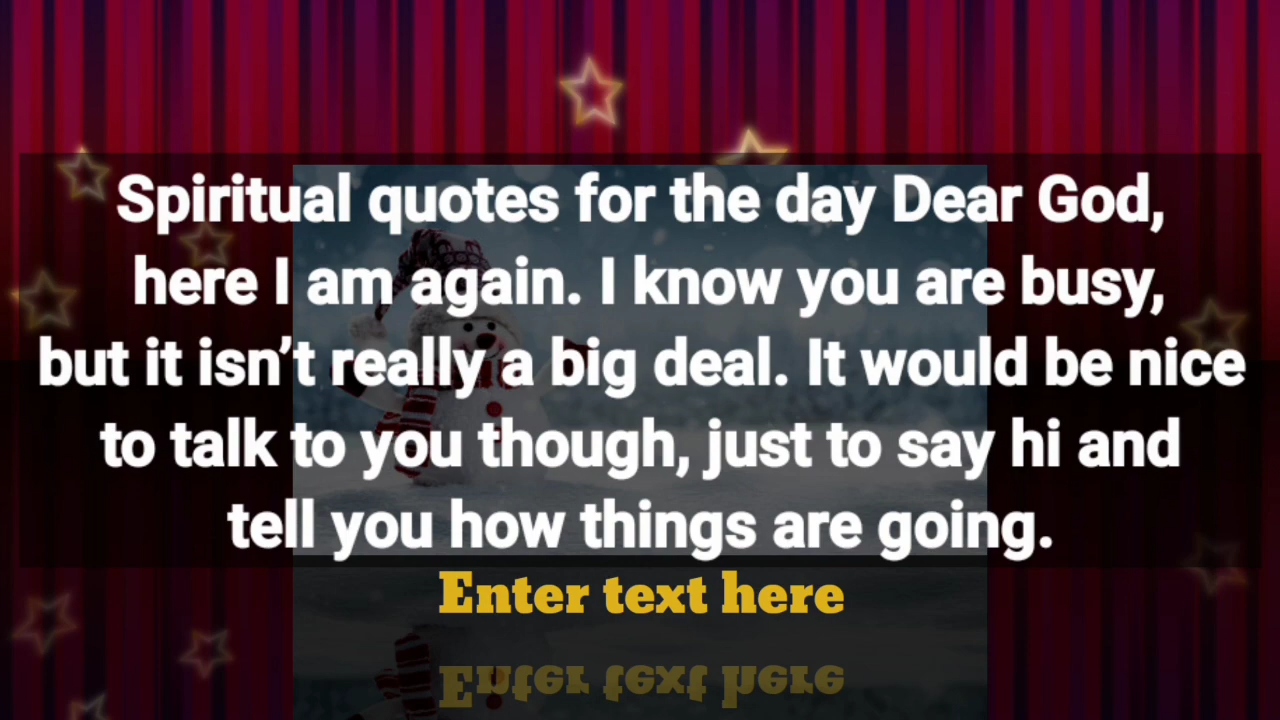 Spiritual quotes for the day Dear God,
here I am again. I know you are busy,
but it isn’t really a big deal. It would be nice
to talk to you though, just to say hi and
tell you how things are going.
Enter text here
Enter text here